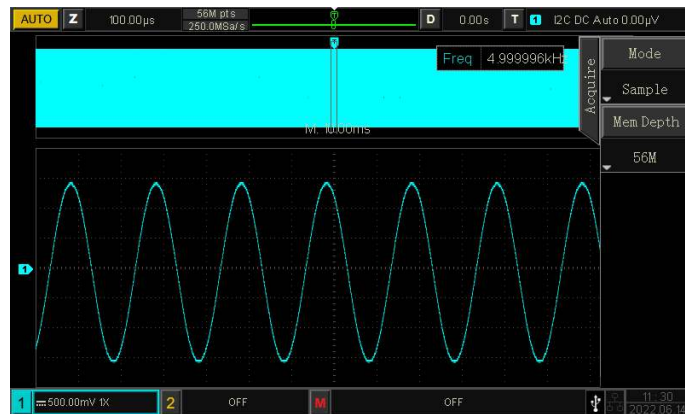 AUTO Z 100.00μs 56M pts D 0.00s T 1 I2C DC Auto 0.00μV
250.0MSa/s
T
Freq 4.999996kHz
Acquire
Mode
Sample
Mem Depth
56M
M: 10.00ms
1
1 500.00mV 1X 2 OFF M OFF 11:30
2022.06.14